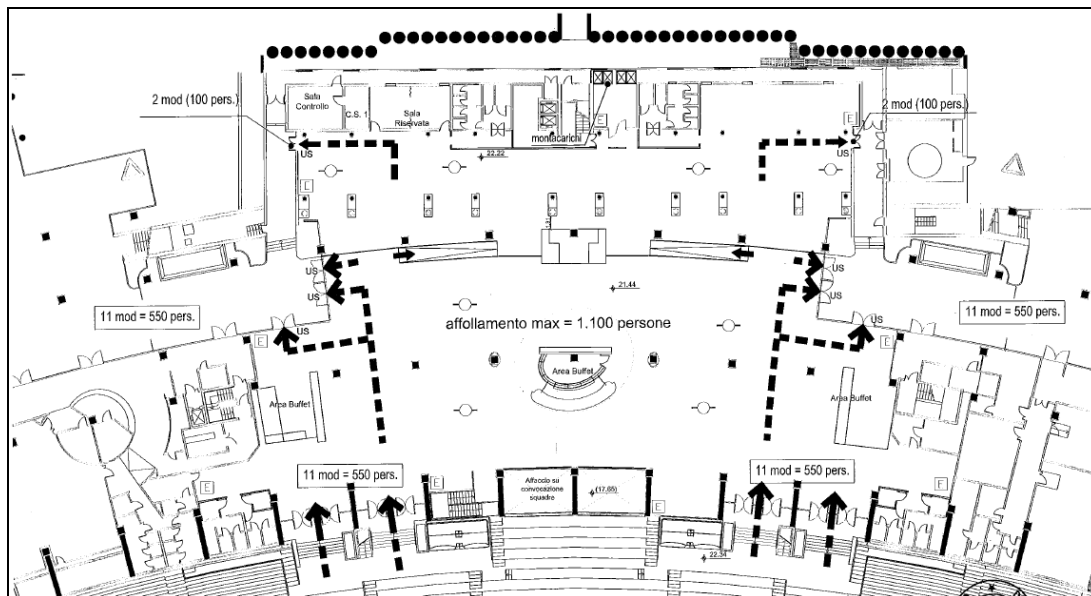 Sala
Controllo
C.S. 1
Sala
Riservata
2 mod (100 pers.)
2 mod (100 pers.)
E
E
montacarichi
US
US
22,22
E
US
US
US
US
21,44
11 mod = 550 pers.
11 mod = 550 pers.
US
US
affollamento max = 1.100 persone
E
E
Area Buffet
Area Buffet
Area Buffet
11 mod = 550 pers.
11 mod = 550 pers.
E
E
E
Affaccio su
convocazione
squadre
(17,65)
E
22,34